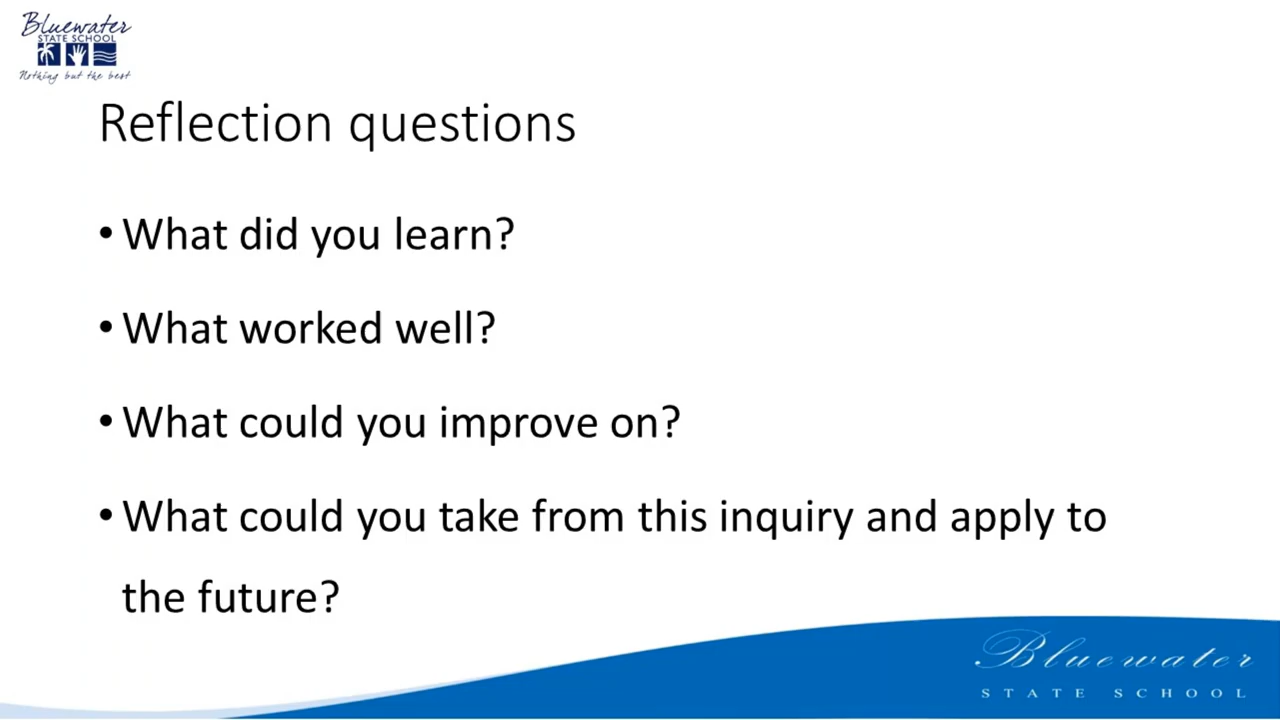 Bluewater
STATE SCHOOL
Nothing but the best
Reflection questions
• What did you learn?
• What worked well?
• What could you improve on?
• What could you take from this inquiry and apply to
the future?
Bluewater
STATE SCHOOL